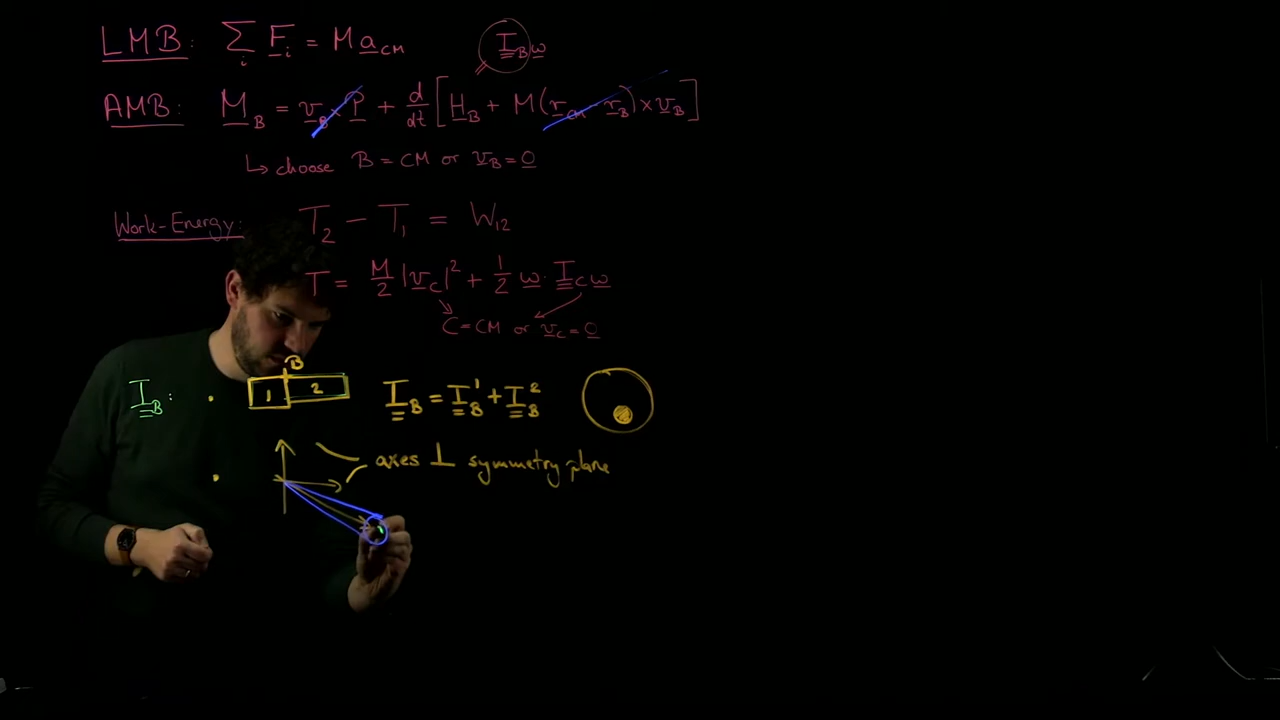 LMB: ∑_i F_i = M a_CM I_B ω
AMB: M_B = v_B × P + d/dt [ H_B + M(r_CM − r_B) × v_B ]
↳ choose B = CM or v_B = 0
Work-Energy: T_2 − T_1 = W_12
T = M/2 |v_C|² + 1/2 ω · I_C ω
C = CM or v_C = 0
B
I_B: • 1 2 I_B = I_B^1 + I_B^2
• axes ⊥ symmetry plane